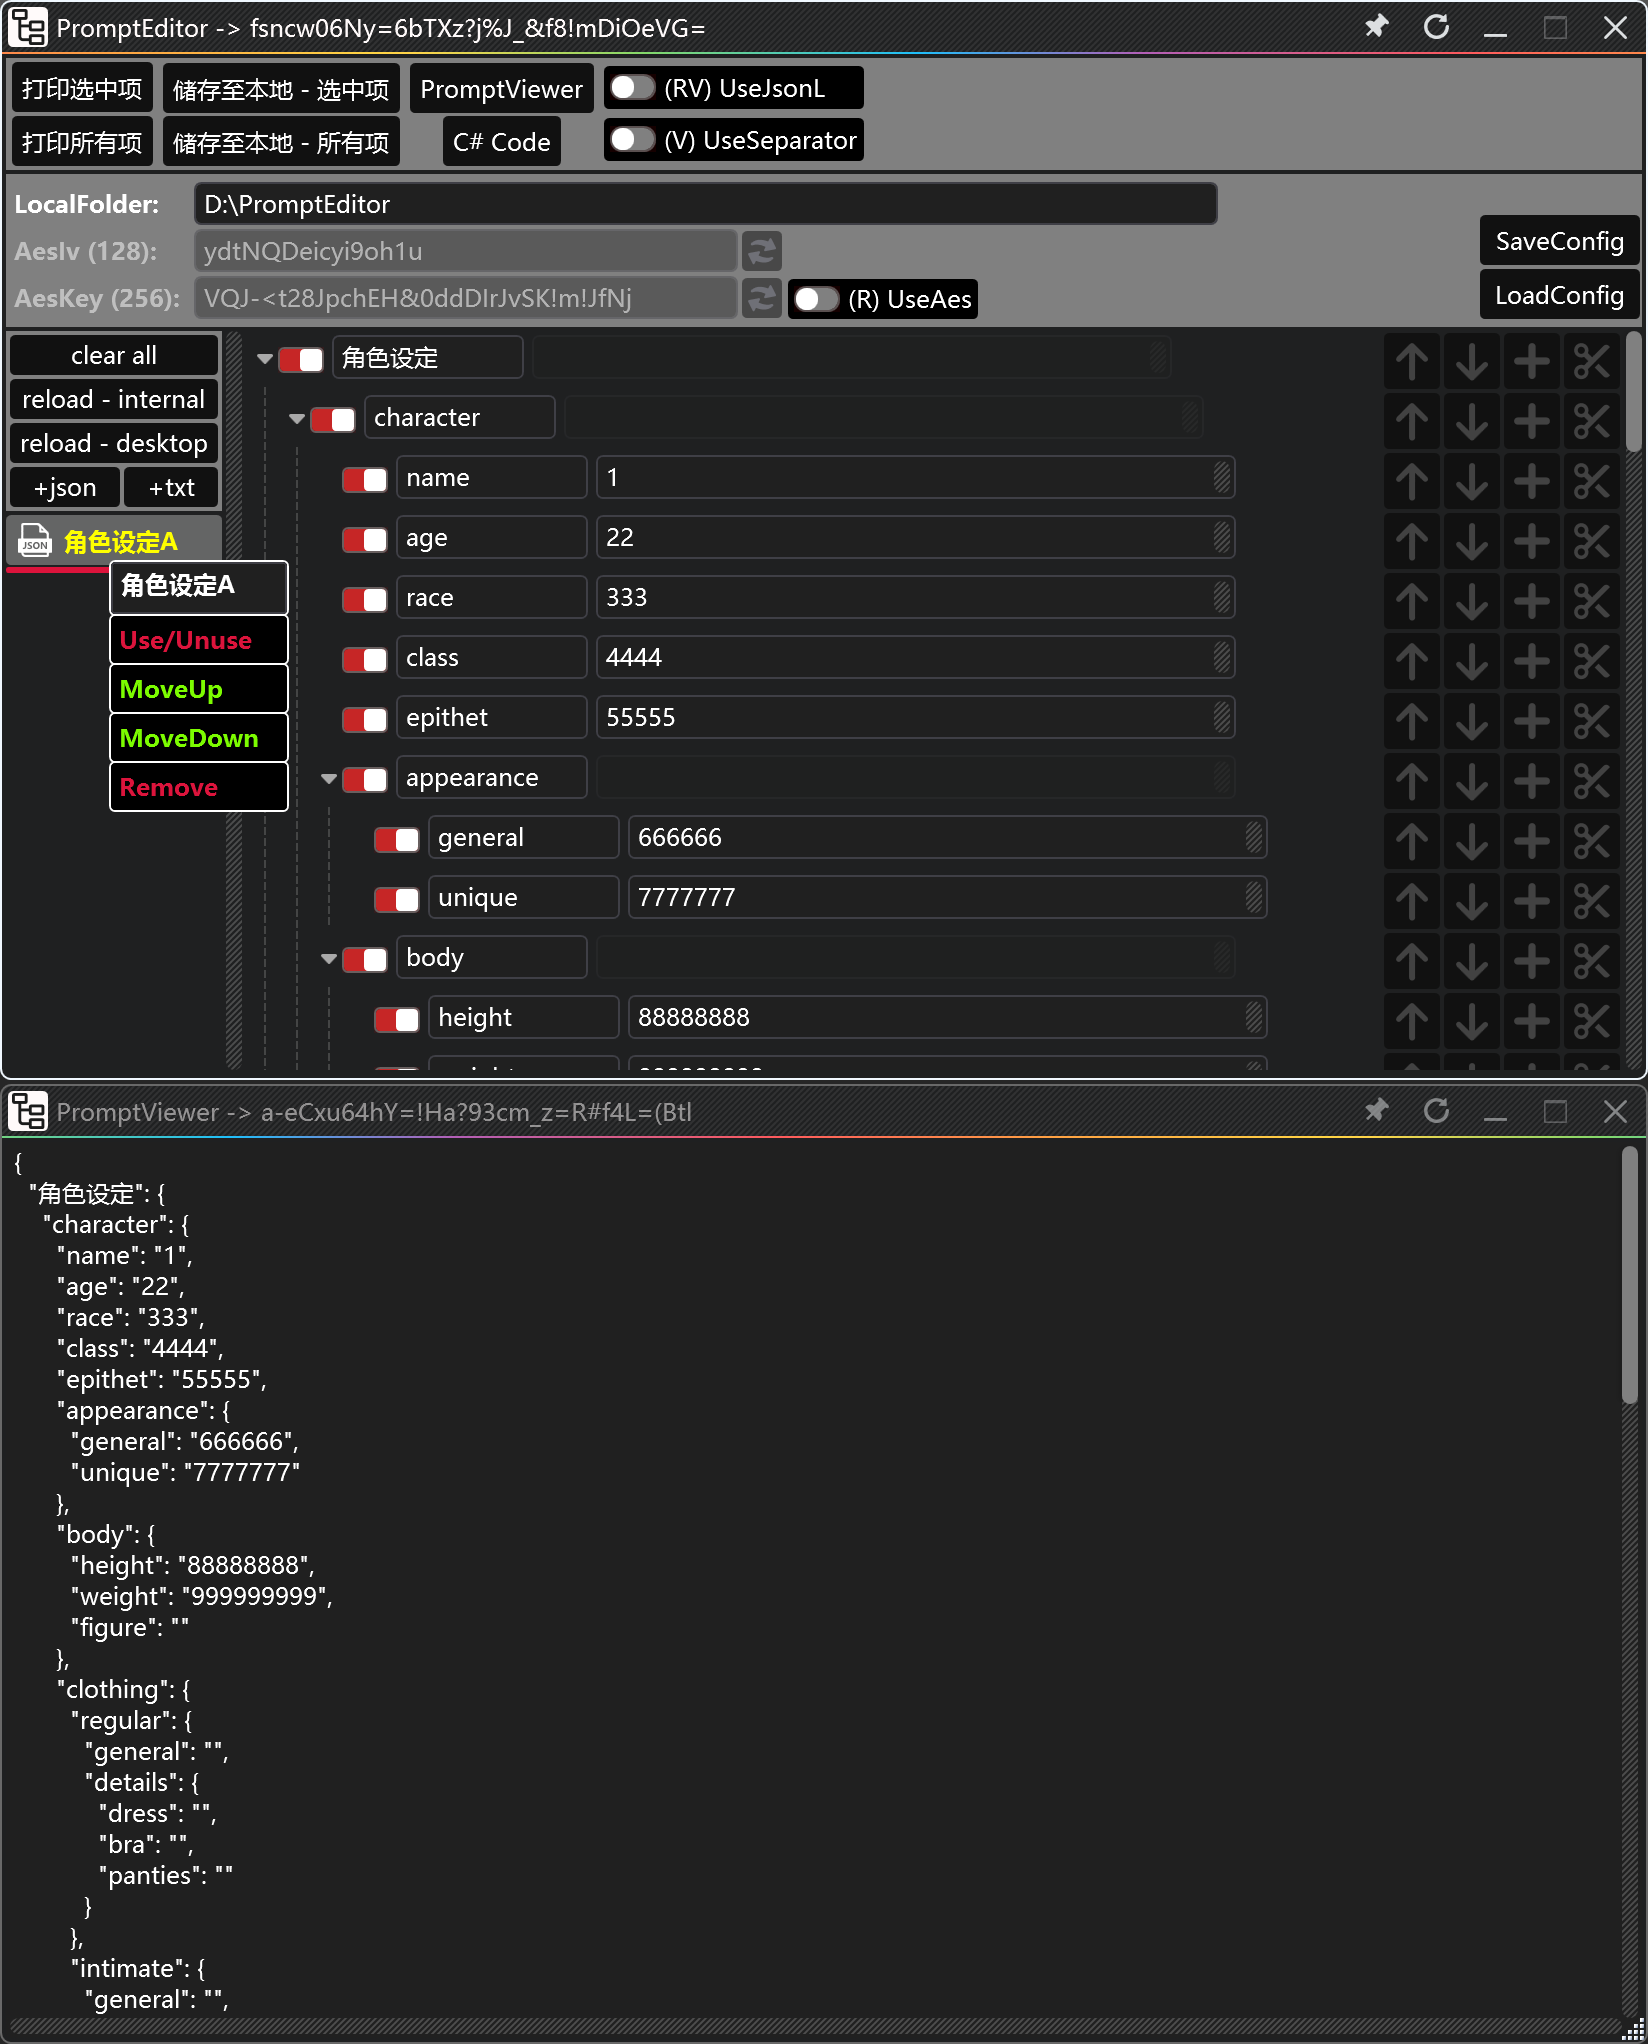 PromptEditor -> fsncw06Ny=6bTXz?j%J_&f8!mDiOeVG=
打印选中项 储存至本地 - 选中项 PromptViewer (RV) UseJsonL
打印所有项 储存至本地 - 所有项 C# Code (V) UseSeparator
LocalFolder: D:\PromptEditor
AesIv (128): ydtNQDeicyi9oh1u
SaveConfig
AesKey (256): VQJ-<t28JpchEH&0ddDIrJvSK!m!JfNj (R) UseAes
LoadConfig
clear all
reload - internal
reload - desktop
+json +txt
JSON 角色设定A
角色设定A
Use/Unuse
MoveUp
MoveDown
Remove
角色设定
character
name 1
age 22
race 333
class 4444
epithet 55555
appearance
general 666666
unique 7777777
body
height 88888888
PromptViewer -> a-eCxu64hY=!Ha?93cm_z=R#f4L=(Btl
{
"角色设定": {
"character": {
"name": "1",
"age": "22",
"race": "333",
"class": "4444",
"epithet": "55555",
"appearance": {
"general": "666666",
"unique": "7777777"
},
"body": {
"height": "88888888",
"weight": "999999999",
"figure": ""
},
"clothing": {
"regular": {
"general": "",
"details": {
"dress": "",
"bra": "",
"panties": ""
}
},
"intimate": {
"general": "",